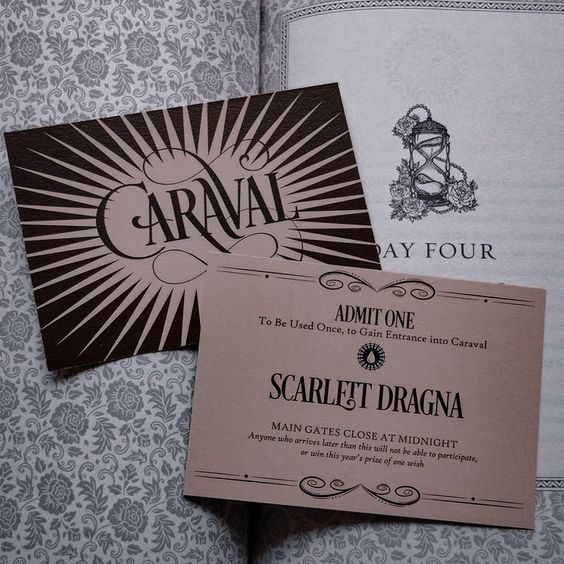 CARAVAL
DAY FOUR
ADMIT ONE
To Be Used Once, to Gain Entrance into Caraval
SCARLETT DRAGNA
MAIN GATES CLOSE AT MIDNIGHT
Anyone who arrives later than this will not be able to participate,
or win this year's prize of one wish